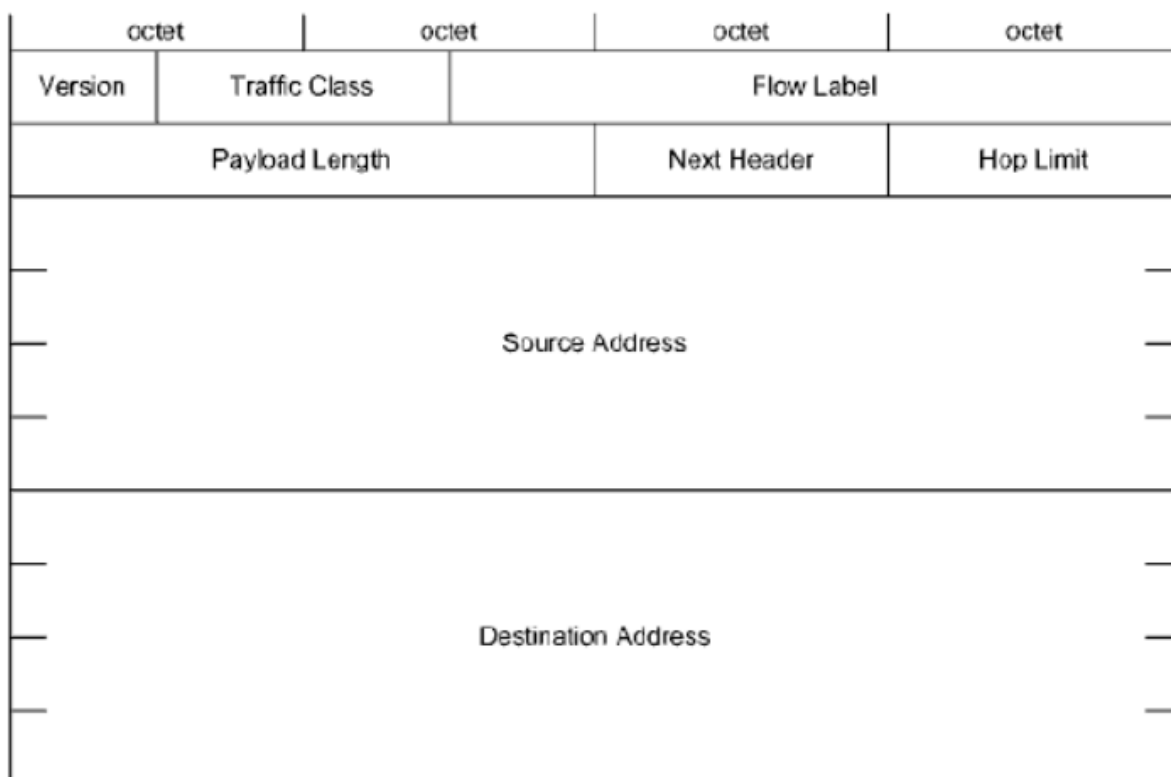 octet octet octet octet
Version Traffic Class Flow Label
Payload Length Next Header Hop Limit
Source Address
Destination Address